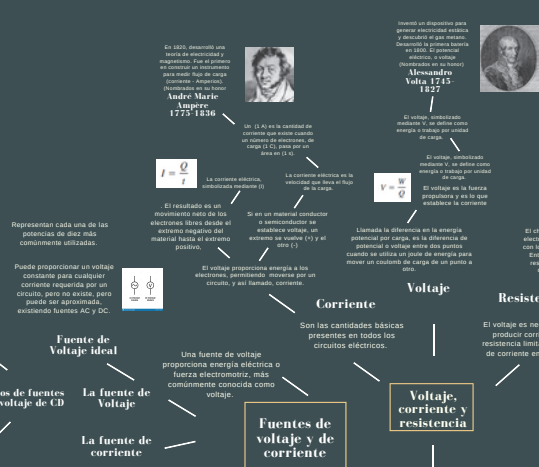 Inventó un dispositivo para
generar electricidad estática
y descubrió el gas metano.
Desarrolló la primera batería
en 1800. El potencial
eléctrico, o voltaje
(Nombrados en su honor)
Alessandro
Volta 1745-
1827
En 1820, desarrolló una
teoría de electricidad y
magnetismo. Fue el primero
en construir un instrumento
para medir flujo de carga
(corriente - Amperios).
(Nombrados en su honor
André Marie
Ampère
1775-1836
Un (1 A) es la cantidad de
corriente que existe cuando
un número de electrones, de
carga (1 C), pasa por un
área en (1 s).
El voltaje, simbolizado
mediante V, se define como
energía o trabajo por unidad
de carga.
El voltaje, simbolizado
mediante V, se define como
energía o trabajo por unidad
de carga.
I = Q
t
La corriente eléctrica,
simbolizada mediante (I)
La corriente eléctrica es la
velocidad que lleva el flujo
de la carga.
V = W
Q
El voltaje es la fuerza
propulsora y es lo que
establece la corriente
. El resultado es un
movimiento neto de los
electrones libres desde el
extremo negativo del
material hasta el extremo
positivo,
Si en un material conductor
o semiconductor se
establece voltaje, un
extremo se vuelve (+) y el
otro (-)
Representan cada una de las
potencias de diez más
comúnmente utilizadas.
Llamada la diferencia en la energía
potencial por carga, es la diferencia
de potencial o voltaje entre dos puntos
cuando se utiliza un joule de energía para
mover un coulomb de carga de un punto a
otro.
El voltaje proporciona energía a los
electrones, permitiendo moverse por un
circuito, y así llamado, corriente.
Puede proporcionar un voltaje
constante para cualquier
corriente requerida por un
circuito, pero no existe, pero
puede ser aproximada,
existiendo fuentes AC y DC.
Voltaje
Corriente
Resiste
Son las cantidades básicas
presentes en todos los
circuitos eléctricos.
El voltaje es ne
producir corri
resistencia limita
de corriente en
Fuente de
Voltaje ideal
Una fuente de voltaje
proporciona energía eléctrica o
fuerza electromotriz, más
comúnmente conocida como
voltaje.
os de fuentes
voltaje de CD
La fuente de
Voltaje
Voltaje,
corriente y
resistencia
Fuentes de
voltaje y de
corriente
La fuente de
corriente